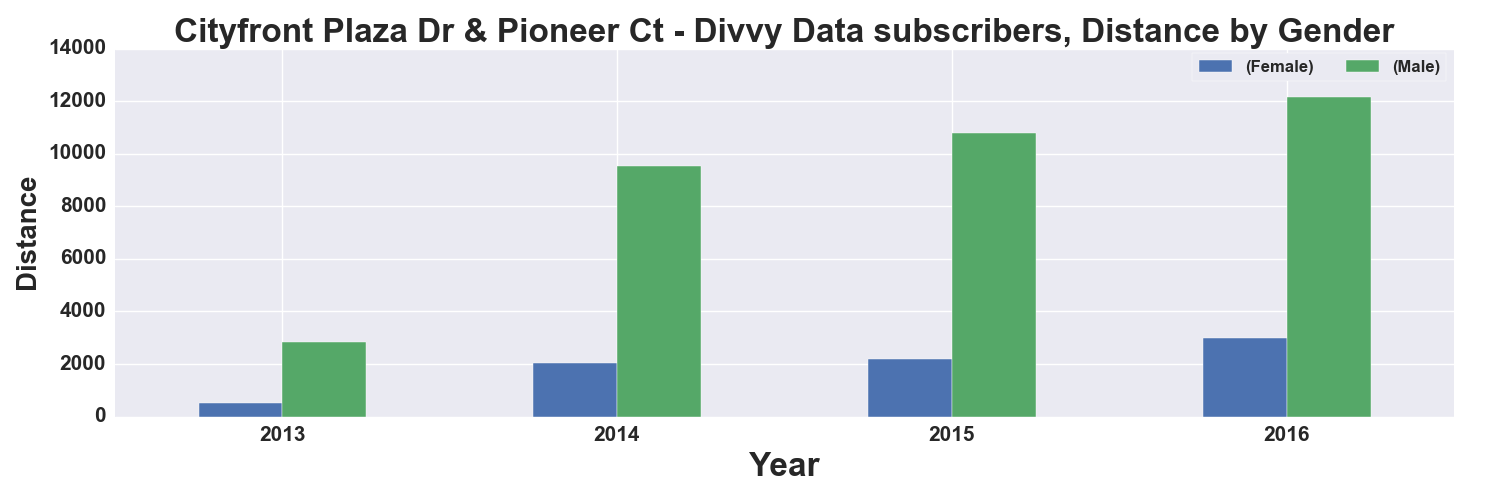 Cityfront Plaza Dr & Pioneer Ct - Divvy Data subscribers, Distance by Gender
(Female) (Male)
14000
12000
10000
8000
6000
4000
2000
0
Distance
2013 2014 2015 2016
Year